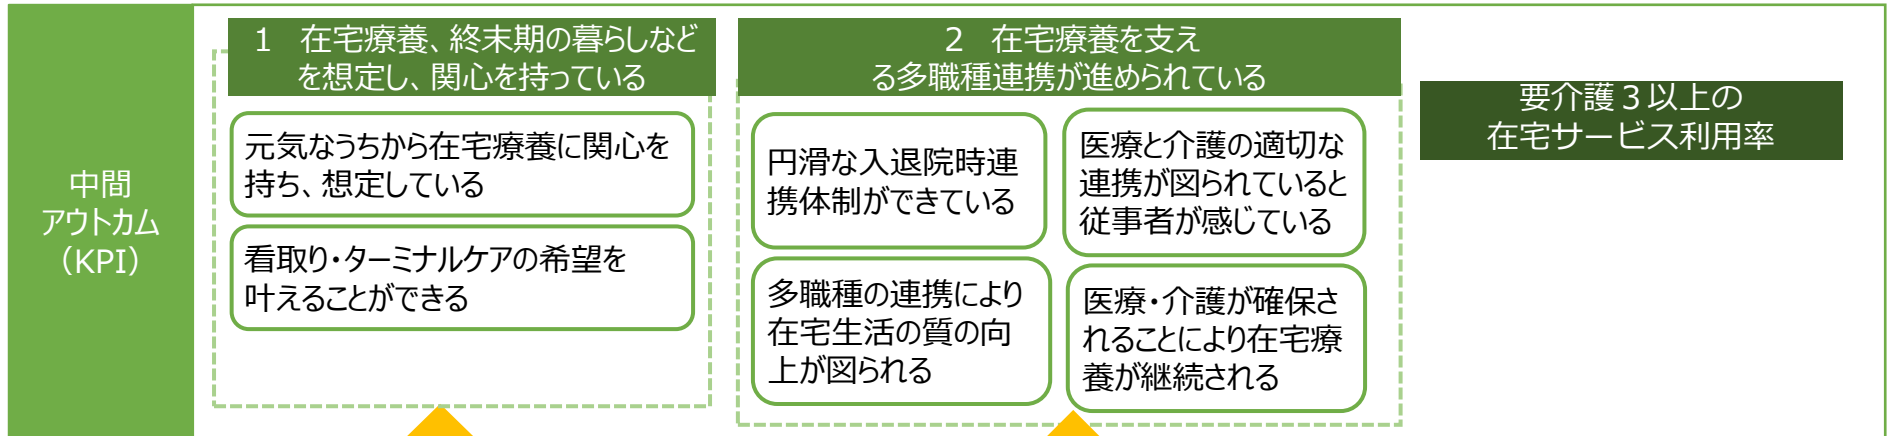 中間
アウトカム
（KPI）
1　在宅療養、終末期の暮らしなど
を想定し、関心を持っている
元気なうちから在宅療養に関心を
持ち、想定している
看取り・ターミナルケアの希望を
叶えることができる
2　在宅療養を支え
る多職種連携が進められている
円滑な入退院時連
携体制ができている
医療と介護の適切な
連携が図られていると
従事者が感じている
多職種の連携により
在宅生活の質の向
上が図られる
医療・介護が確保さ
れることにより在宅療
養が継続される
要介護３以上の
在宅サービス利用率